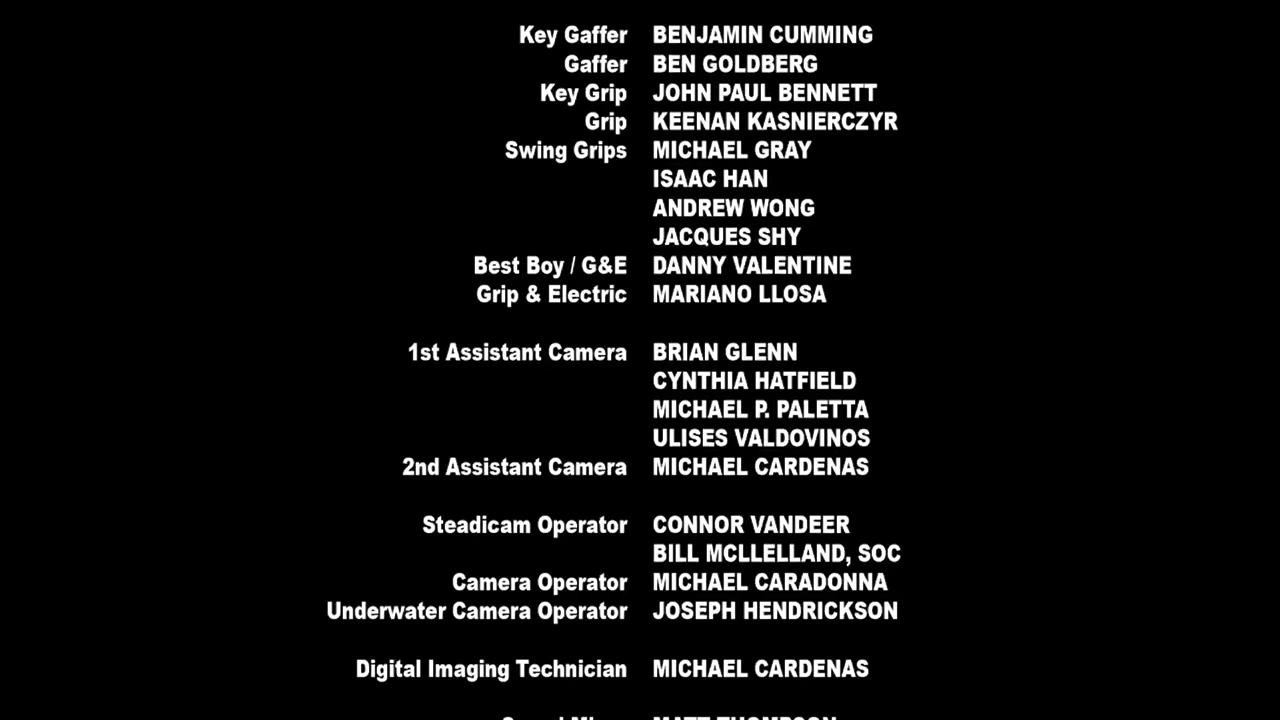 Key Gaffer BENJAMIN CUMMING
Gaffer BEN GOLDBERG
Key Grip JOHN PAUL BENNETT
Grip KEENAN KASNIERCZYR
Swing Grips MICHAEL GRAY
ISAAC HAN
ANDREW WONG
JACQUES SHY
Best Boy / G&E DANNY VALENTINE
Grip & Electric MARIANO LLOSA
1st Assistant Camera BRIAN GLENN
CYNTHIA HATFIELD
MICHAEL P. PALETTA
ULISES VALDOVINOS
2nd Assistant Camera MICHAEL CARDENAS
Steadicam Operator CONNOR VANDEER
BILL MCLLELLAND, SOC
Camera Operator MICHAEL CARADONNA
Underwater Camera Operator JOSEPH HENDRICKSON
Digital Imaging Technician MICHAEL CARDENAS
MATT THOMPSON